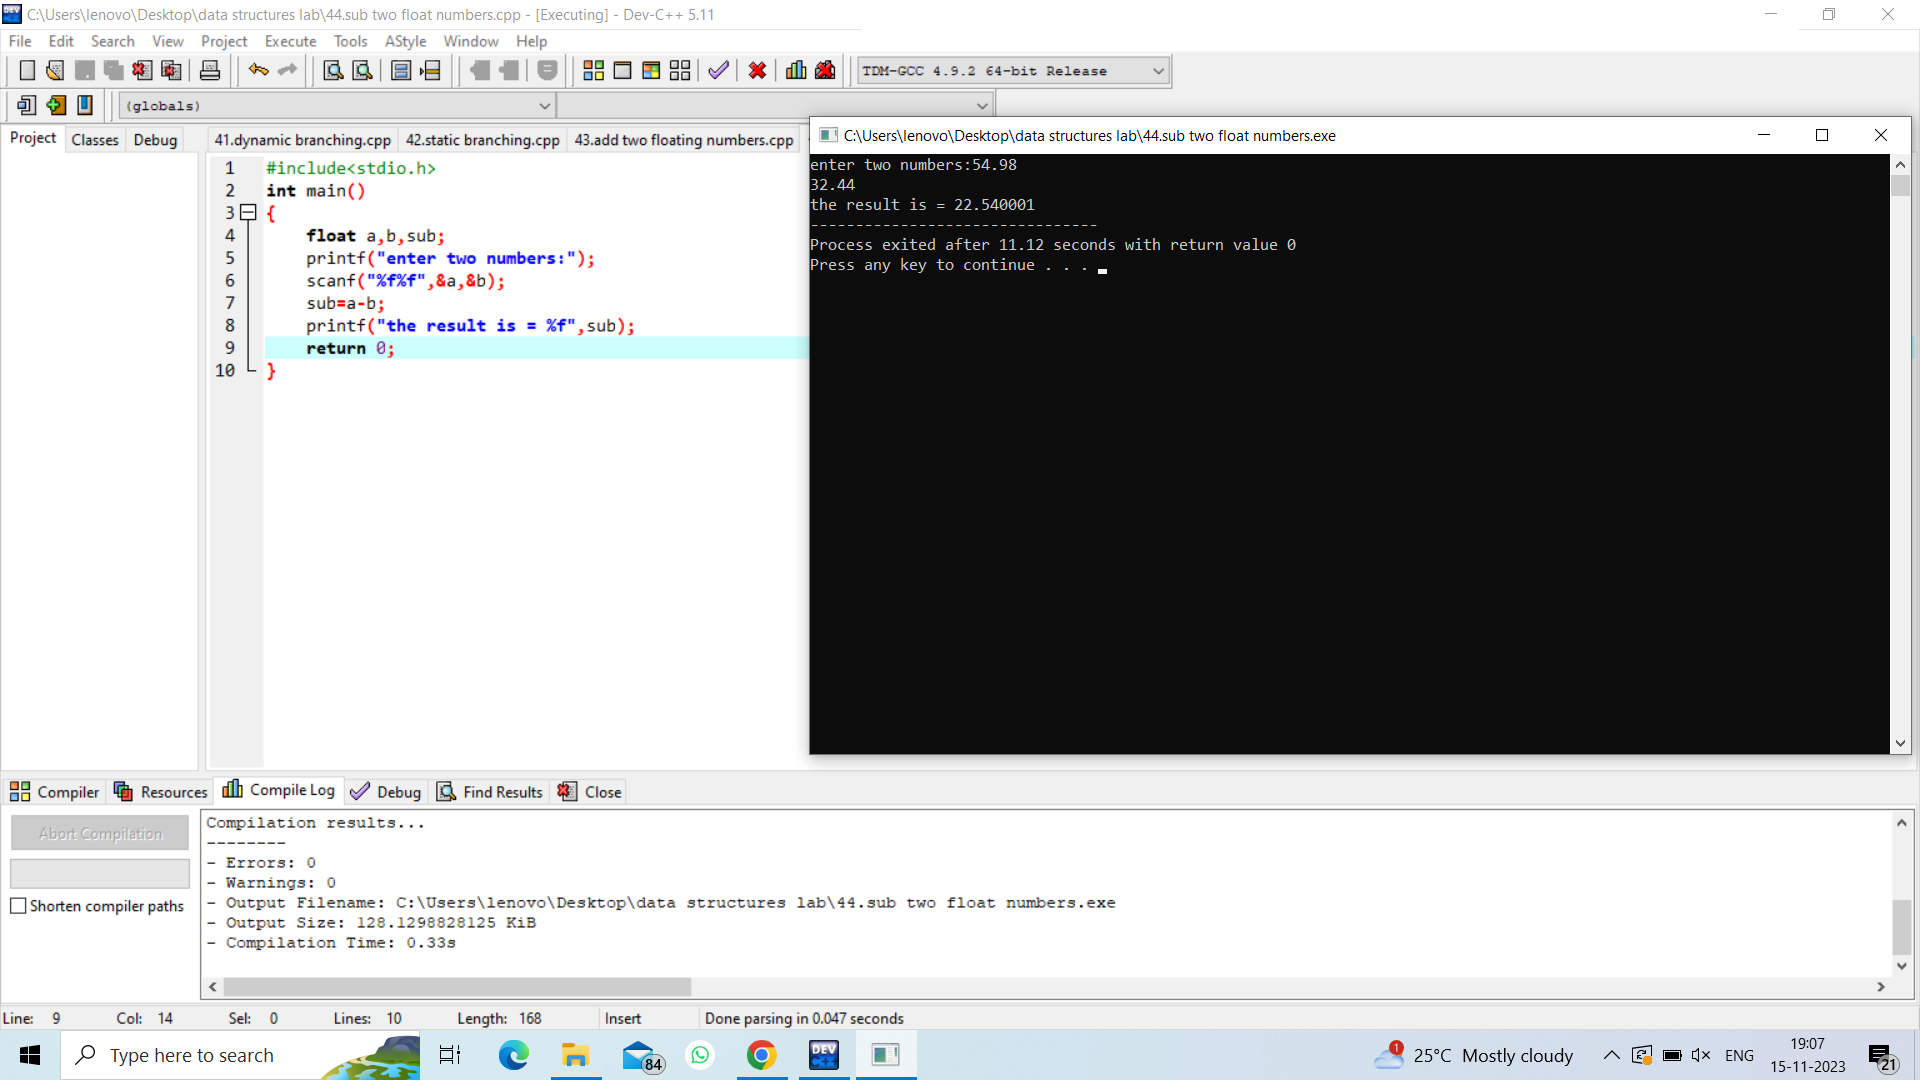 C:\Users\lenovo\Desktop\data structures lab\44.sub two float numbers.cpp - [Executing] - Dev-C++ 5.11
File Edit Search View Project Execute Tools AStyle Window Help
TDM-GCC 4.9.2 64-bit Release
(globals)
Project Classes Debug
41.dynamic branching.cpp 42.static branching.cpp 43.add two floating numbers.cpp
1 #include<stdio.h>
2 int main()
3 {
4 float a,b,sub;
5 printf("enter two numbers:");
6 scanf("%f%f",&a,&b);
7 sub=a-b;
8 printf("the result is = %f",sub);
9 return 0;
10 }
C:\Users\lenovo\Desktop\data structures lab\44.sub two float numbers.exe
enter two numbers:54.98
32.44
the result is = 22.540001
--------------------------------
Process exited after 11.12 seconds with return value 0
Press any key to continue . . .
Compiler Resources Compile Log Debug Find Results Close
Abort Compilation
Shorten compiler paths
Compilation results...
--------
- Errors: 0
- Warnings: 0
- Output Filename: C:\Users\lenovo\Desktop\data structures lab\44.sub two float numbers.exe
- Output Size: 128.1298828125 KiB
- Compilation Time: 0.33s
Line: 9 Col: 14 Sel: 0 Lines: 10 Length: 168 Insert Done parsing in 0.047 seconds
Type here to search
84
DEV C++
1
25°C Mostly cloudy
ENG
19:07
15-11-2023
21